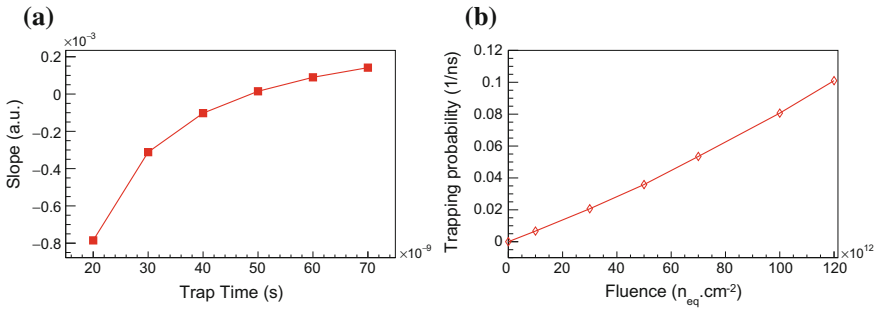 (a)
×10⁻³
0.2
0
−0.2
−0.4
−0.6
−0.8
Slope (a.u.)
20 30 40 50 60 70
×10⁻⁹
Trap Time (s)
(b)
0.12
0.1
0.08
0.06
0.04
0.02
0
Trapping probability (1/ns)
0 20 40 60 80 100 120
×10¹²
Fluence (n_eq.cm⁻²)